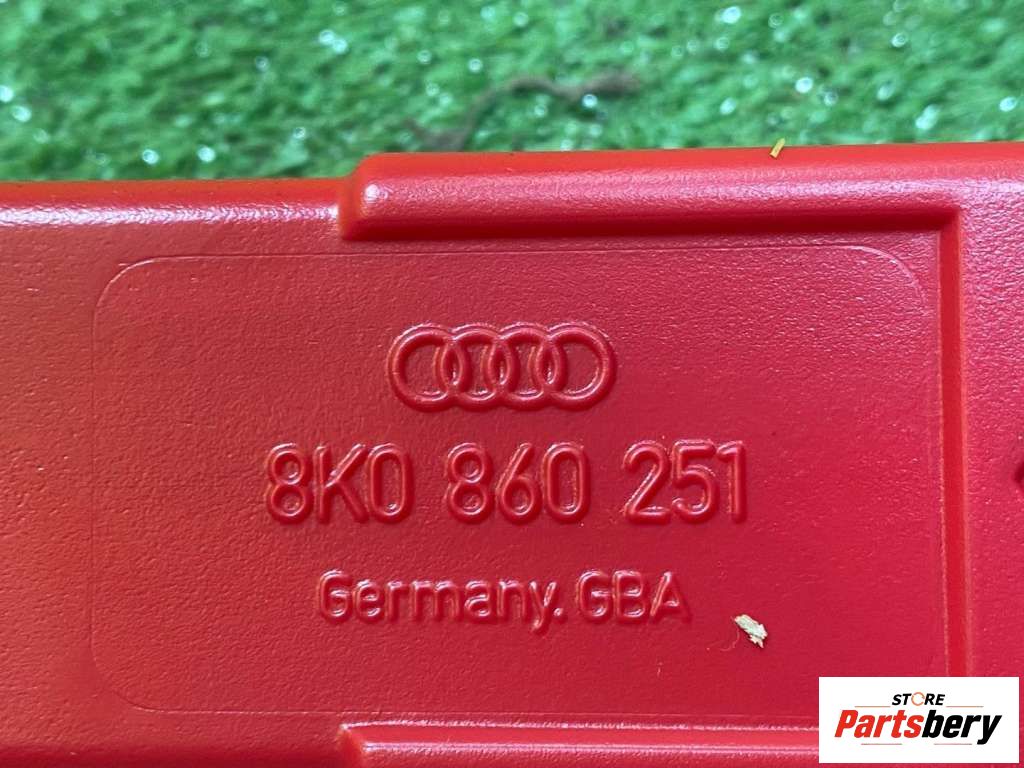 8K0 860 251
Germany.GBA
STORE
Partsbery